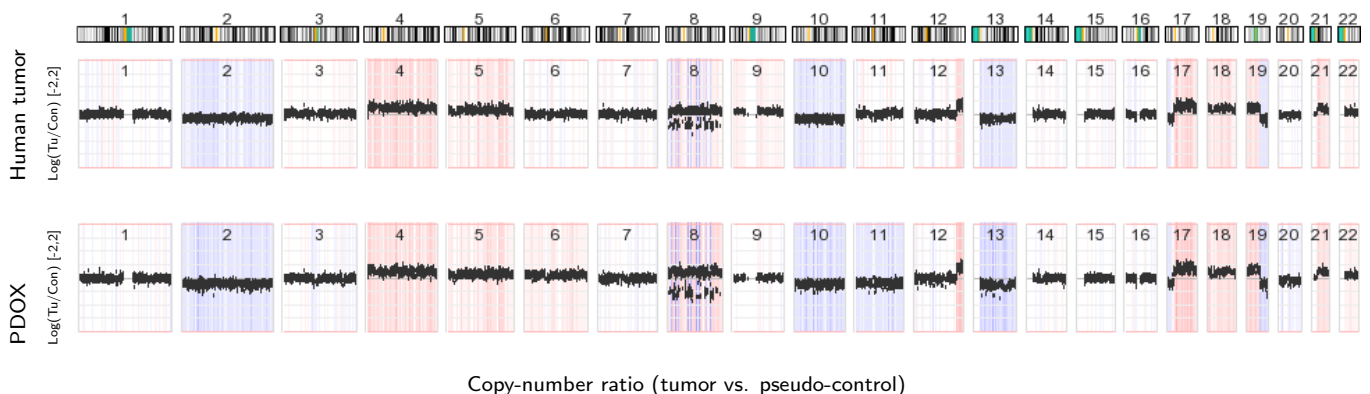 1 2 3 4 5 6 7 8 9 10 11 12 13 14 15 16 17 18 19 20 21 22
Human tumor
Log(Tu/Con) [-2,2]
1 2 3 4 5 6 7 8 9 10 11 12 13 14 15 16 17 18 19 20 21 22
PDOX
Log(Tu/Con) [-2,2]
1 2 3 4 5 6 7 8 9 10 11 12 13 14 15 16 17 18 19 20 21 22
Copy-number ratio (tumor vs. pseudo-control)